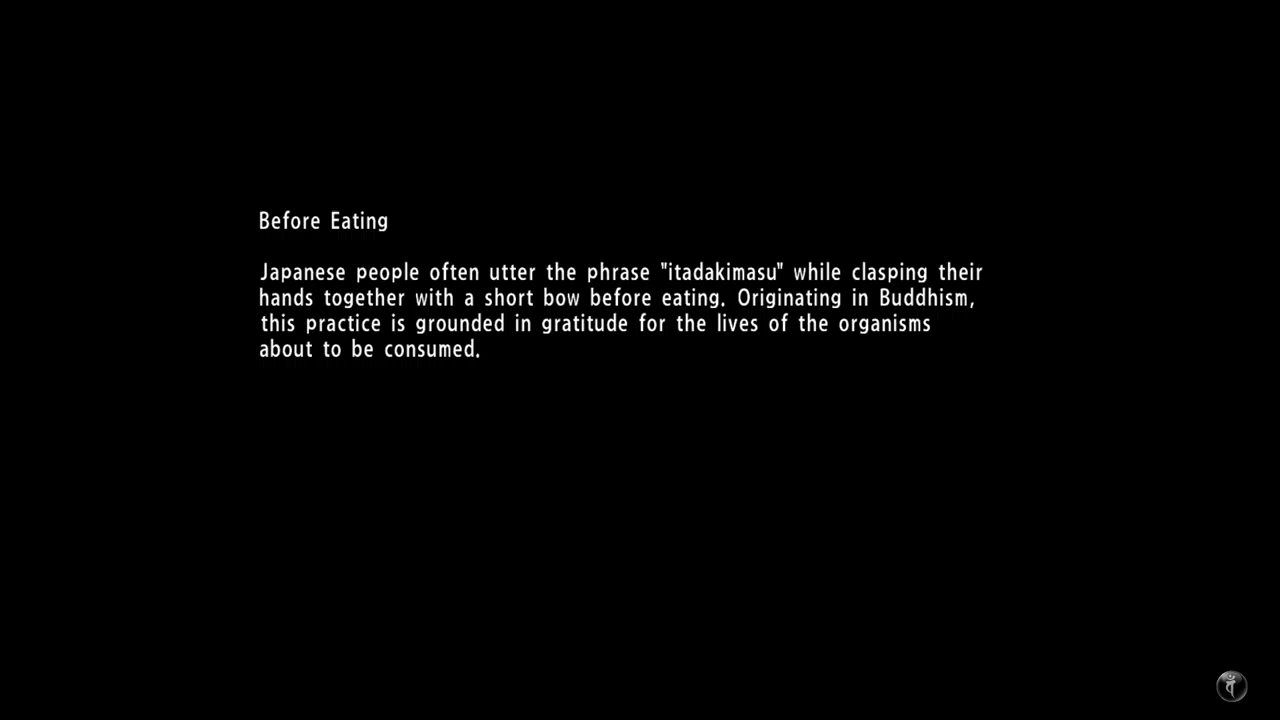 Before Eating
Japanese people often utter the phrase "itadakimasu" while clasping their
hands together with a short bow before eating. Originating in Buddhism,
this practice is grounded in gratitude for the lives of the organisms
about to be consumed.